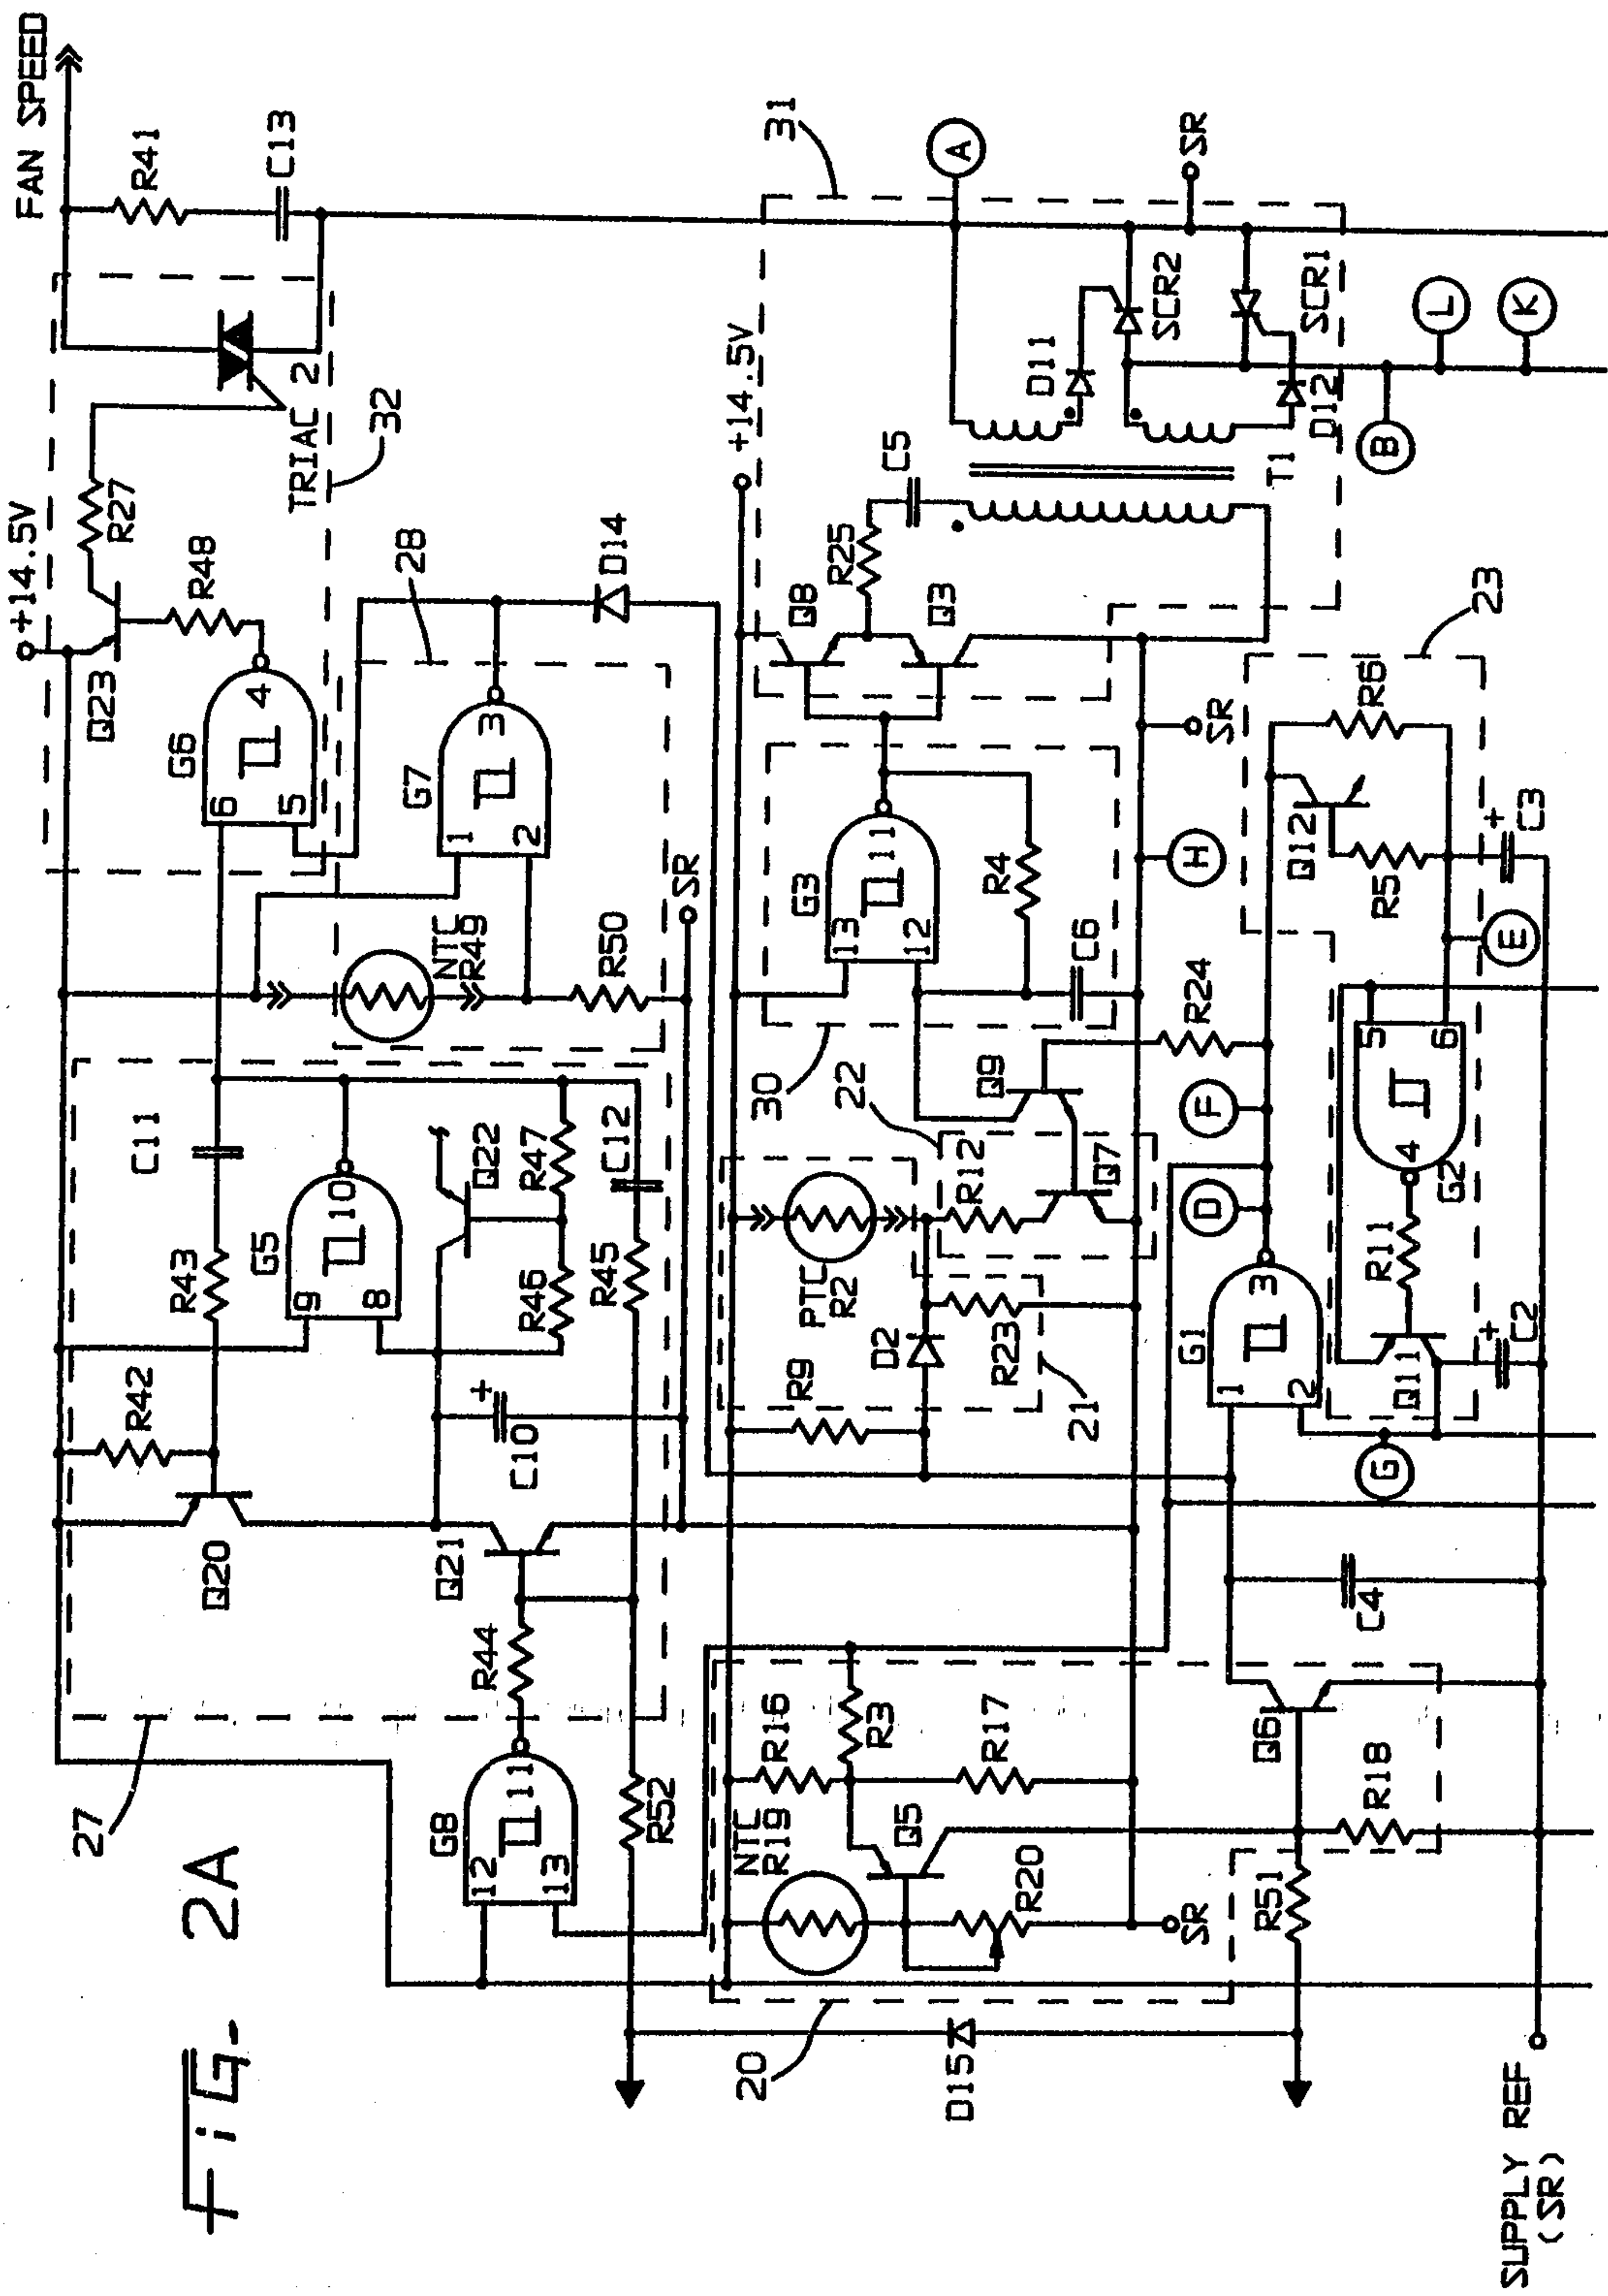 FIG. 2A
FAN SPEED
R41
C13
+14.5V
R27
TRIAC 2
32
Q23
R48
G6
6
5
4
28
D14
G7
1
2
3
NTC
R49
R50
SR
C11
R43
R42
G5
9
8
10
Q22
R47
R46
C12
R45
C10
+
Q20
Q21
R44
27
G8
12
13
11
R52
31
A
SR
+14.5V
SCR2
SCR1
D11
D12
T1
C5
R25
Q8
Q3
L
K
B
23
G3
13
12
11
R4
C6
30
SR
H
R6
Q12
R5
C3
+
E
22
Q9
R24
F
R12
Q7
D
PTC
R2
D2
R23
R9
21
G1
1
2
3
G2
5
6
4
R11
Q11
C2
+
G
C4
R16
R3
R17
NTC
R19
Q5
R20
SR
Q6
R18
R51
20
D15
SUPPLY REF
(SR)